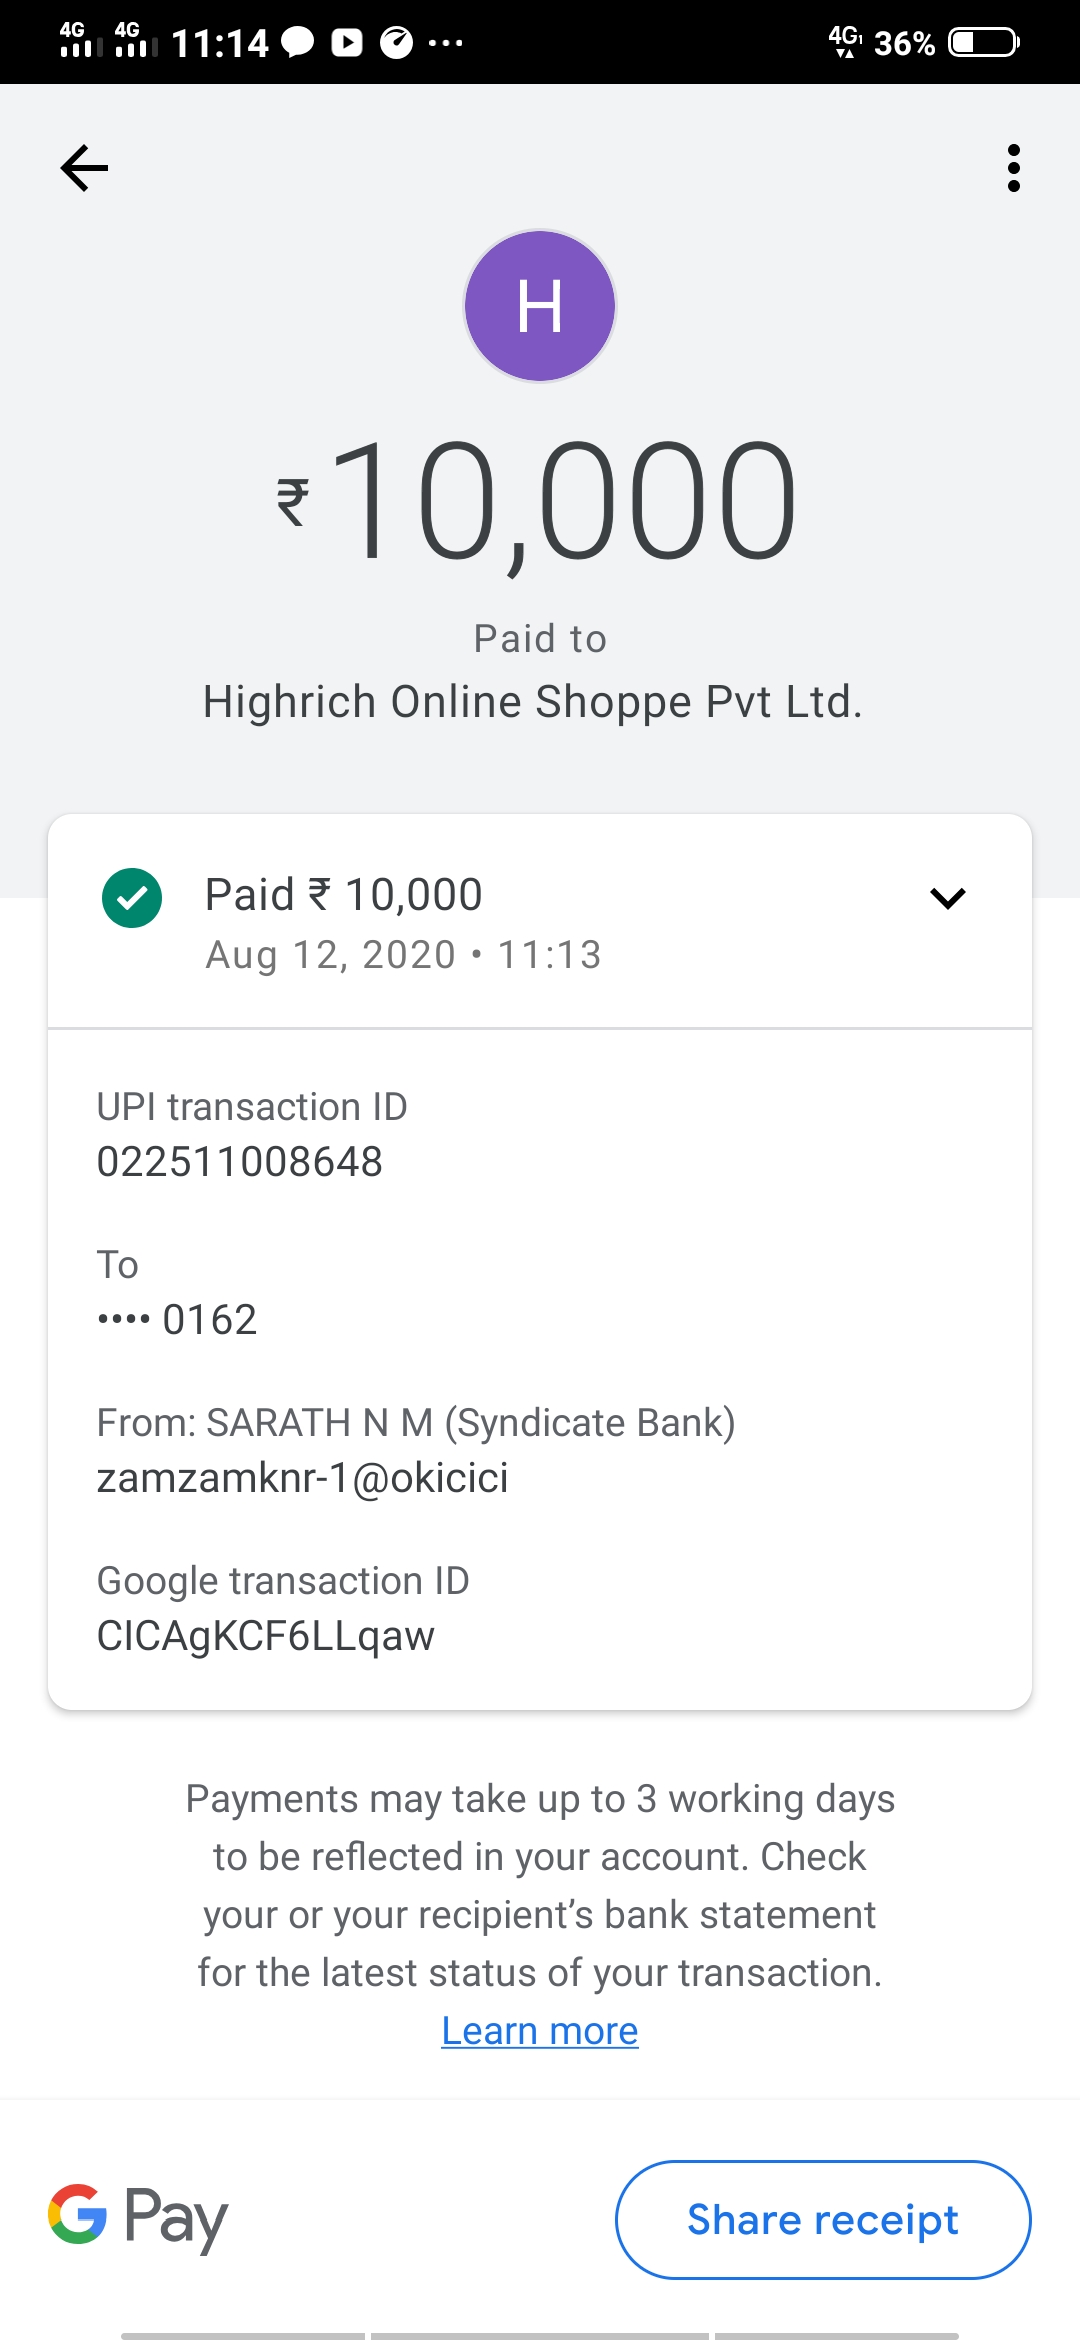 4G 4G 11:14 4G1 36%
H
₹10,000
Paid to
Highrich Online Shoppe Pvt Ltd.
Paid ₹ 10,000
Aug 12, 2020 • 11:13
UPI transaction ID
022511008648
To
•••• 0162
From: SARATH N M (Syndicate Bank)
zamzamknr-1@okicici
Google transaction ID
CICAgKCF6LLqaw
Payments may take up to 3 working days
to be reflected in your account. Check
your or your recipient’s bank statement
for the latest status of your transaction.
Learn more
G Pay Share receipt